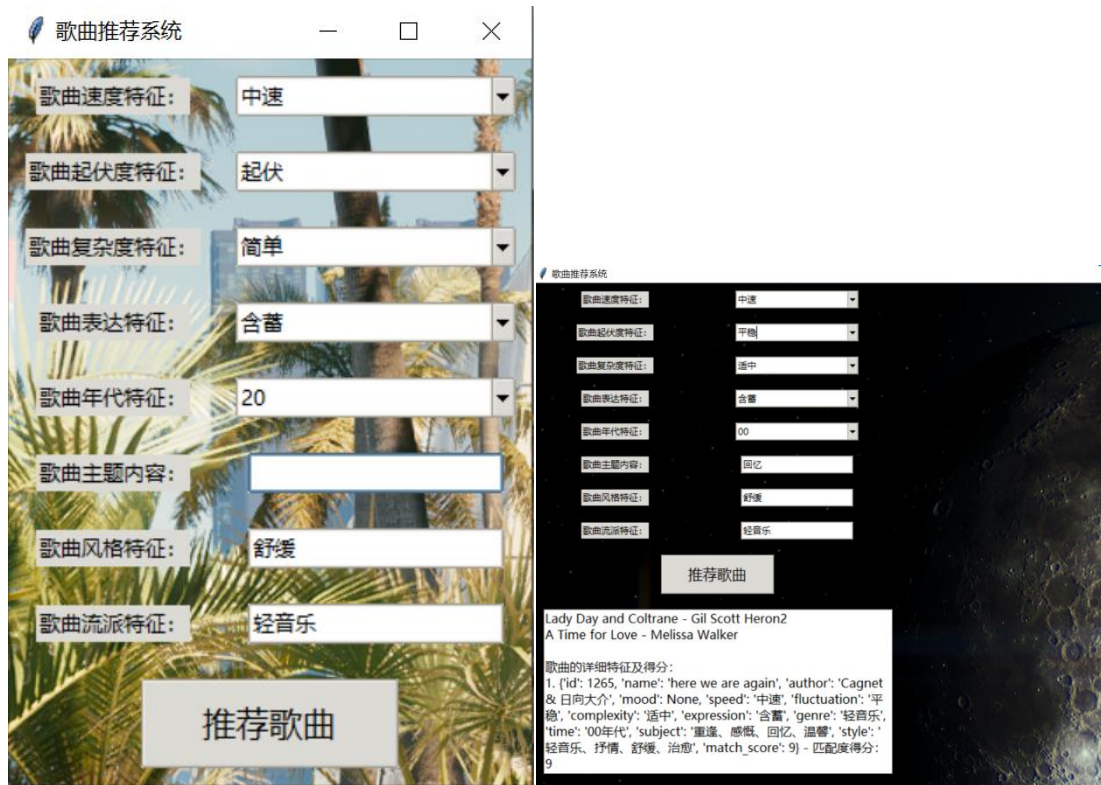 歌曲推荐系统
歌曲速度特征： 中速
歌曲起伏度特征： 起伏
歌曲复杂度特征： 简单
歌曲表达特征： 含蓄
歌曲年代特征： 20
歌曲主题内容：
歌曲风格特征： 舒缓
歌曲流派特征： 轻音乐
推荐歌曲
歌曲推荐系统
歌曲速度特征： 中速
歌曲起伏度特征： 平稳
歌曲复杂度特征： 适中
歌曲表达特征： 含蓄
歌曲年代特征： 00
歌曲主题内容： 回忆
歌曲风格特征： 舒缓
歌曲流派特征： 轻音乐
推荐歌曲
Lady Day and Coltrane - Gil Scott Heron2
A Time for Love - Melissa Walker
歌曲的详细特征及得分：
1. {'id': 1265, 'name': 'here we are again', 'author': 'Cagnet
& 日向大介', 'mood': None, 'speed': '中速', 'fluctuation': '平
稳', 'complexity': '适中', 'expression': '含蓄', 'genre': '轻音乐',
'time': '00年代', 'subject': '重逢、感慨、回忆、温馨', 'style': '
轻音乐、抒情、舒缓、治愈', 'match_score': 9} - 匹配度得分：
9